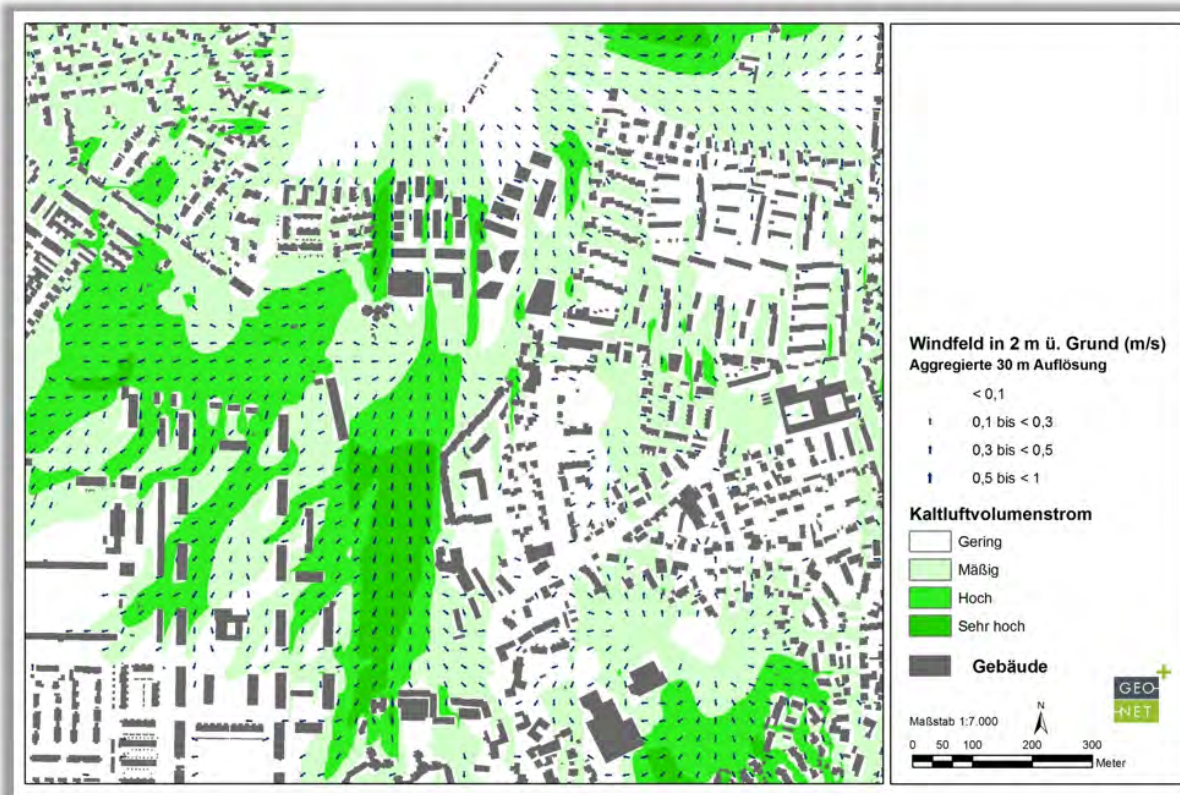 Windfeld in 2 m ü. Grund (m/s)
Aggregierte 30 m Auflösung
< 0,1
0,1 bis < 0,3
0,3 bis < 0,5
0,5 bis < 1
Kaltluftvolumenstrom
Gering
Mäßig
Hoch
Sehr hoch
Gebäude
GEO-
-NET
Maßstab 1:7.000
N
0 50 100 200 300
Meter